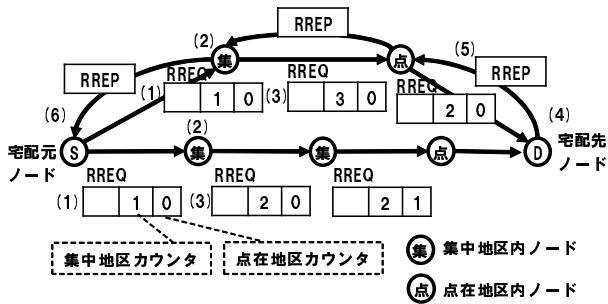 RREP
(2)
集
点
(5)
RREP
RREQ
RREQ
RREP
(1)
1 0
(3)
3 0
RREQ
2 0
(6)
(4)
宅配元
ノード
S
(2)
集
集
点
D
宅配先
ノード
RREQ
RREQ
RREQ
(1)
1 0
(3)
2 0
2 1
集中地区カウンタ
点在地区カウンタ
集 集中地区内ノード
点 点在地区内ノード